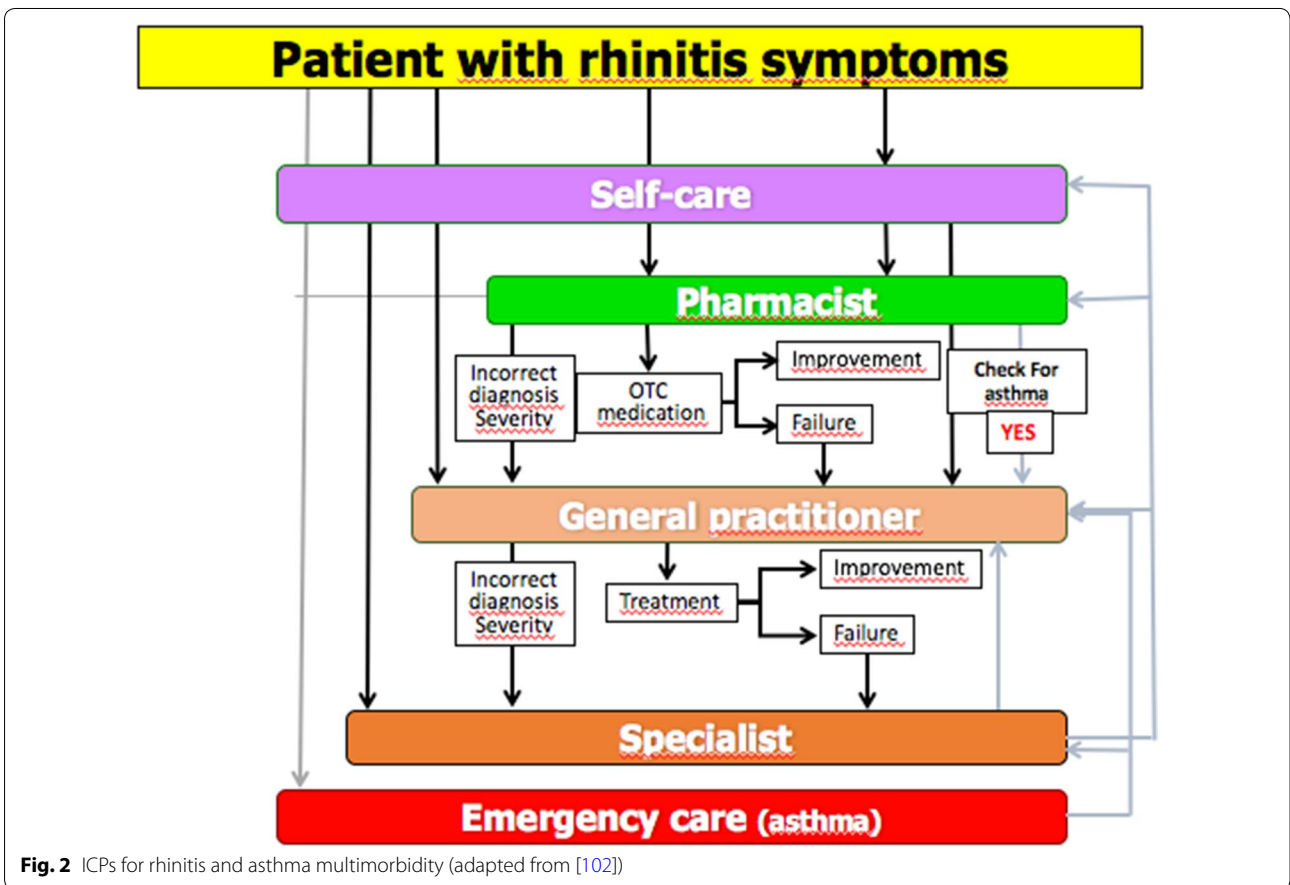 Patient with rhinitis symptoms
Self-care
Pharmacist
Incorrect
diagnosis
Severity
OTC
medication
Improvement
Failure
Check For
asthma
YES
General practitioner
Incorrect
diagnosis
Severity
Treatment
Improvement
Failure
Specialist
Emergency care (asthma)
Fig. 2 ICPs for rhinitis and asthma multimorbidity (adapted from [102])